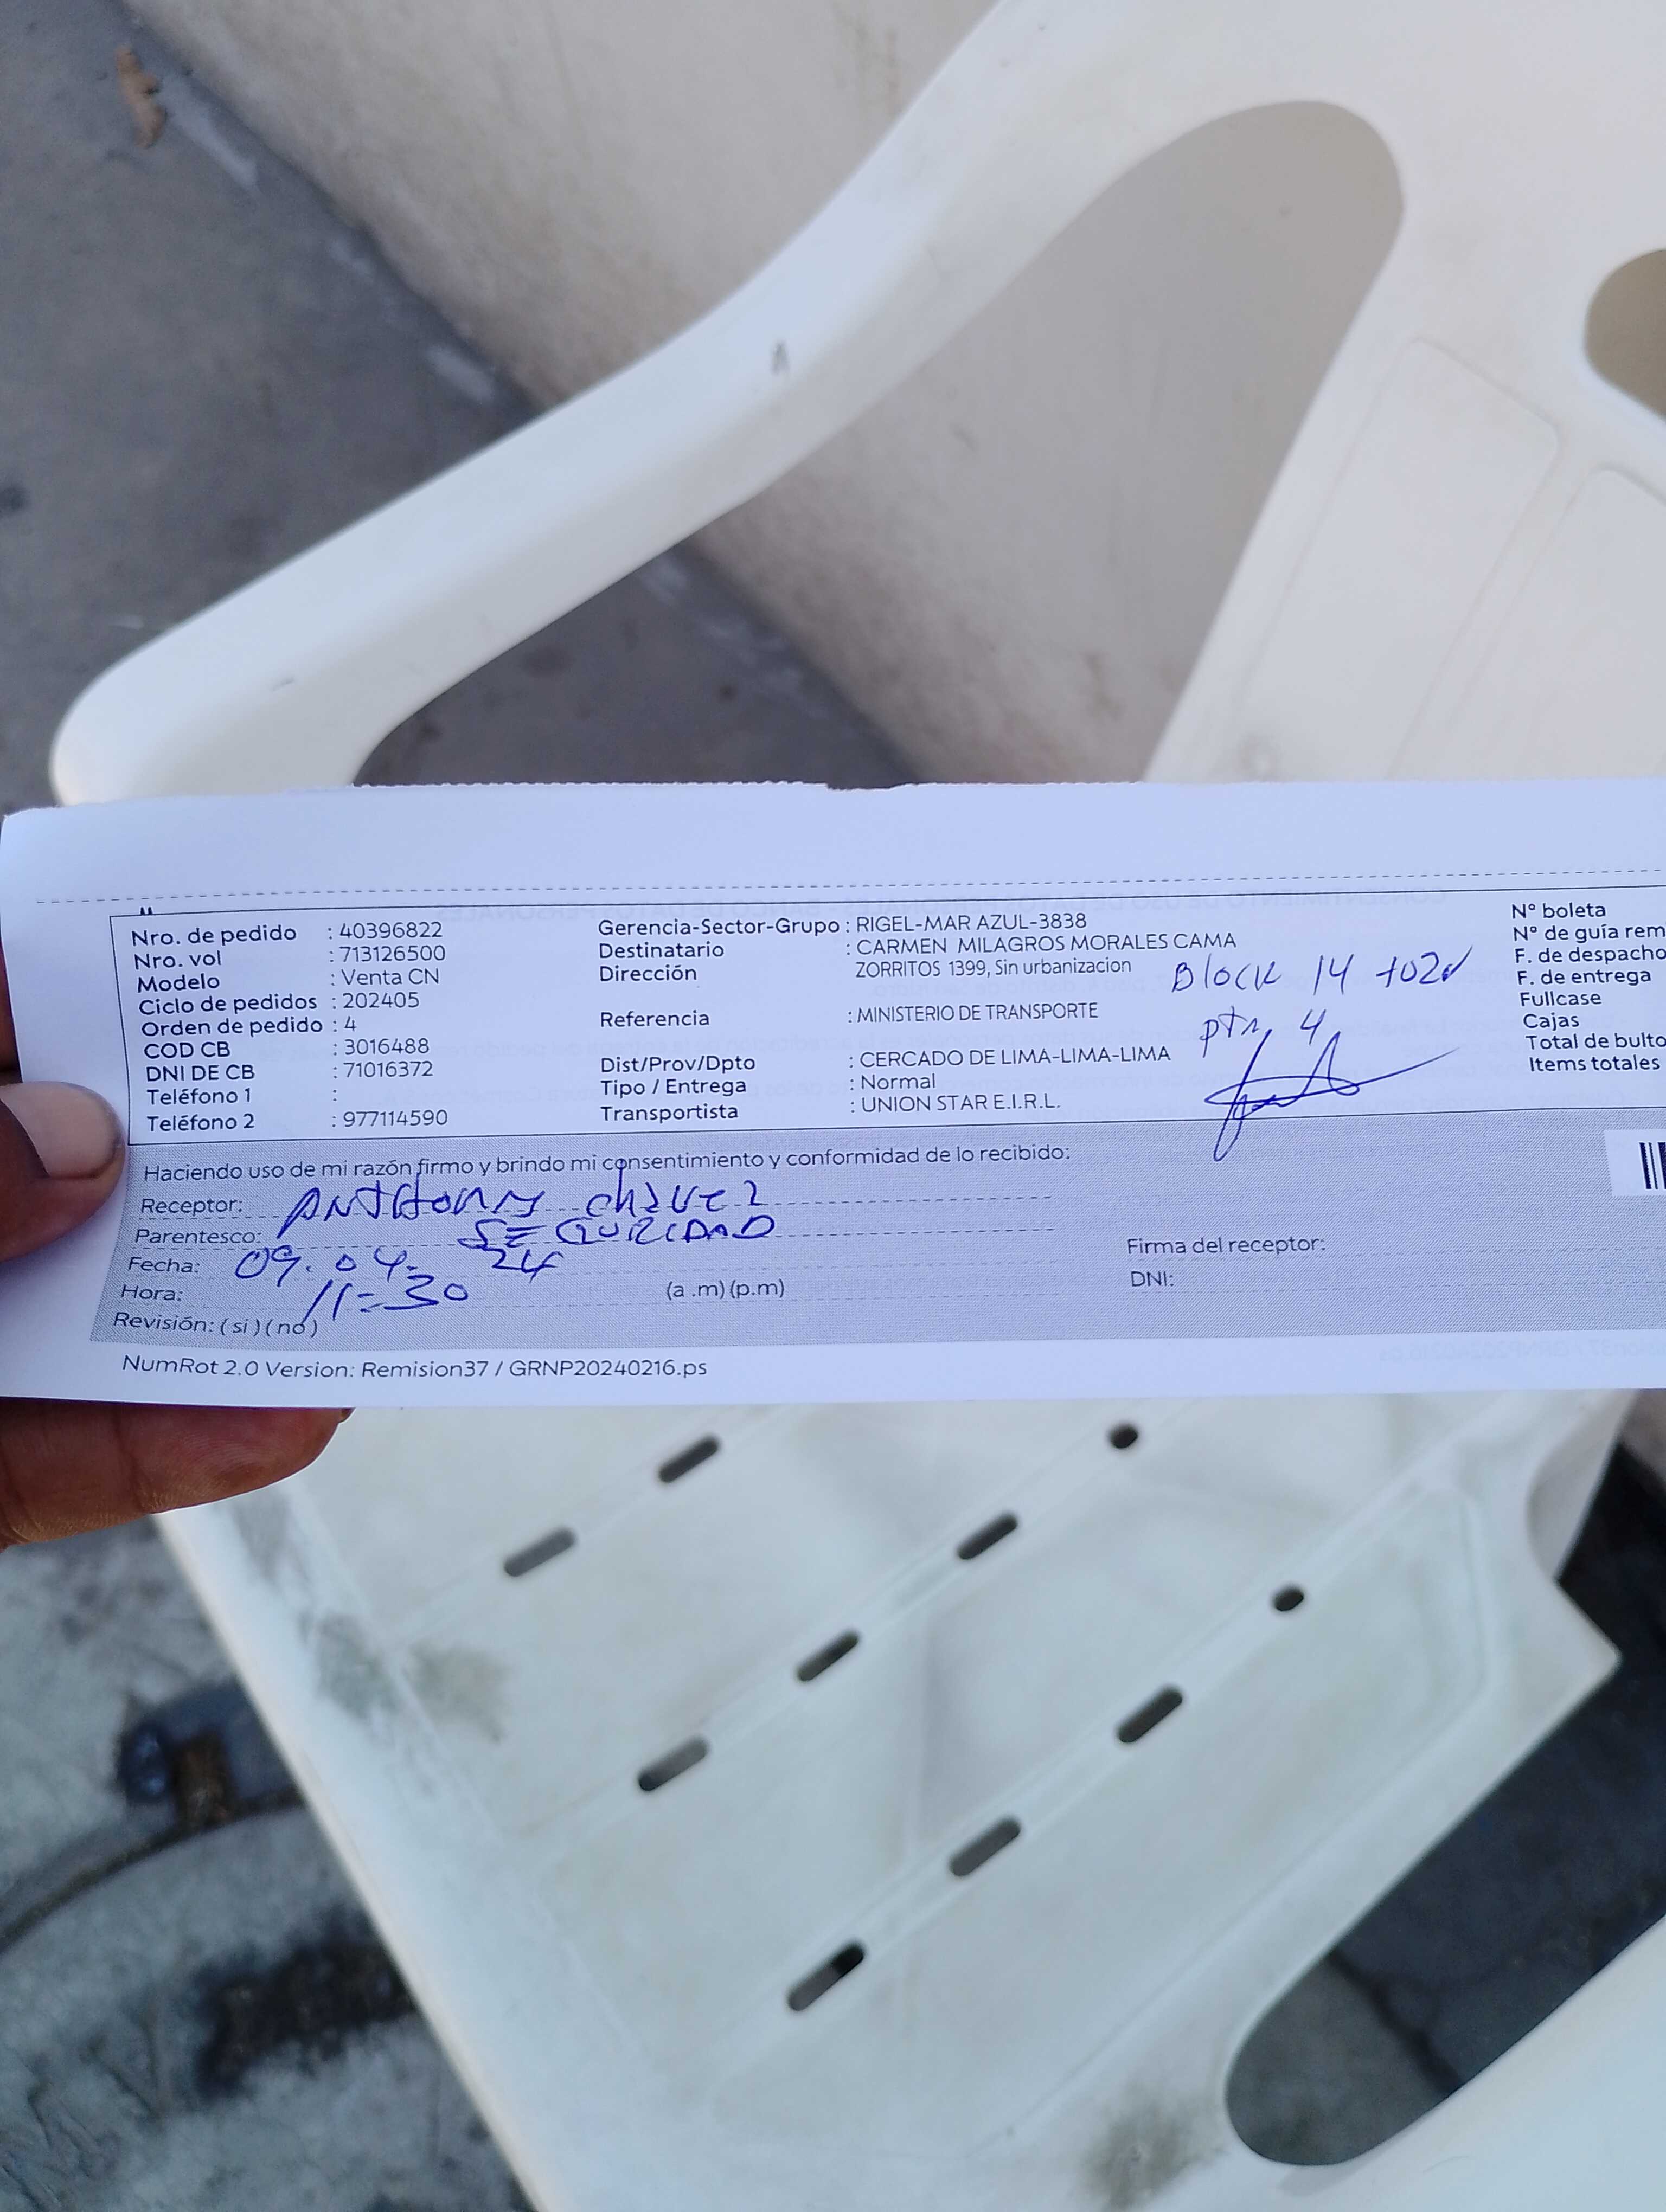 Nro. de pedido : 40396822
Nro. vol : 713126500
Modelo : Venta CN
Ciclo de pedidos : 202405
Orden de pedido : 4
COD CB : 3016488
DNI DE CB : 71016372
Teléfono 1 :
Teléfono 2 : 977114590
Gerencia-Sector-Grupo : RIGEL-MAR AZUL-3838
Destinatario : CARMEN MILAGROS MORALES CAMA
Dirección ZORRITOS 1399, Sin urbanizacion
Block 14 
Referencia : MINISTERIO DE TRANSPORTE
4
Dist/Prov/Dpto : CERCADO DE LIMA-LIMA-LIMA
Tipo / Entrega : Normal
Transportista : UNION STAR E.I.R.L.
N° boleta
N° de guía rem
F. de despacho
F. de entrega
Fullcase
Cajas
Total de bulto
Items totales
Haciendo uso de mi razón firmo y brindo mi consentimiento y conformidad de lo recibido:
Receptor: ANTHONY chavez
Parentesco: SEGURIDAD
Fecha: 09.04.24
Hora: 11=30 (a .m) (p.m)
Revisión: ( si ) ( no )
Firma del receptor:
DNI:
NumRot 2.0 Version: Remision37 / GRNP20240216.ps